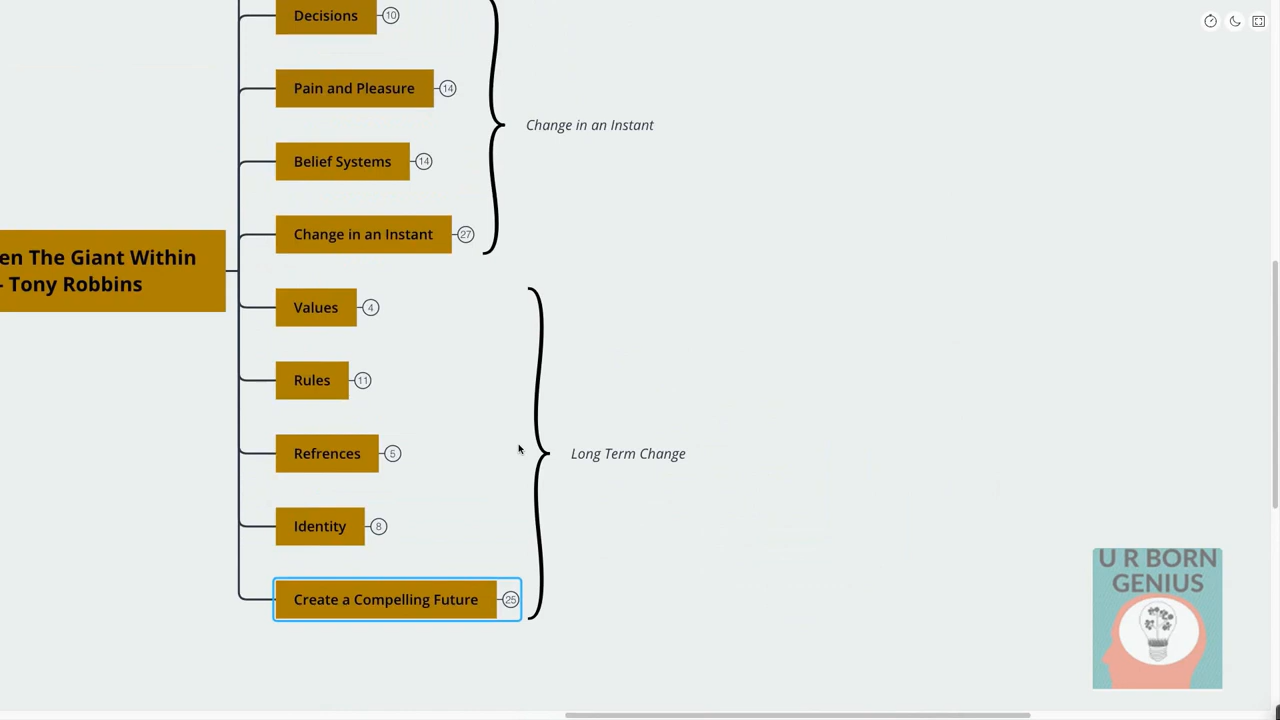 Decisions 10
Pain and Pleasure 14
Change in an Instant
Belief Systems 14
Change in an Instant 27
en The Giant Within
- Tony Robbins
Values 4
Rules 11
Refrences 5
Long Term Change
Identity 8
Create a Compelling Future 25
U R BORN
GENIUS